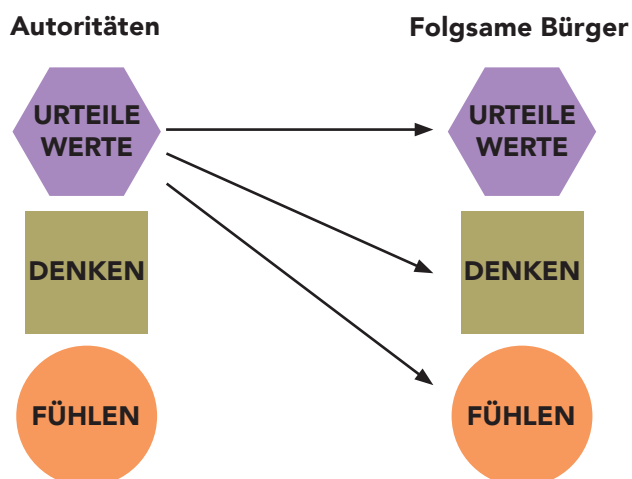 Autoritäten
Folgsame Bürger
URTEILE
WERTE
URTEILE
WERTE
DENKEN
DENKEN
FÜHLEN
FÜHLEN